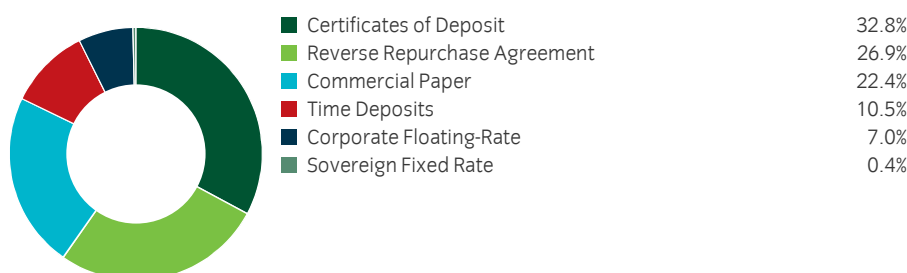 Certificates of Deposit 32.8%
Reverse Repurchase Agreement 26.9%
Commercial Paper 22.4%
Time Deposits 10.5%
Corporate Floating-Rate 7.0%
Sovereign Fixed Rate 0.4%